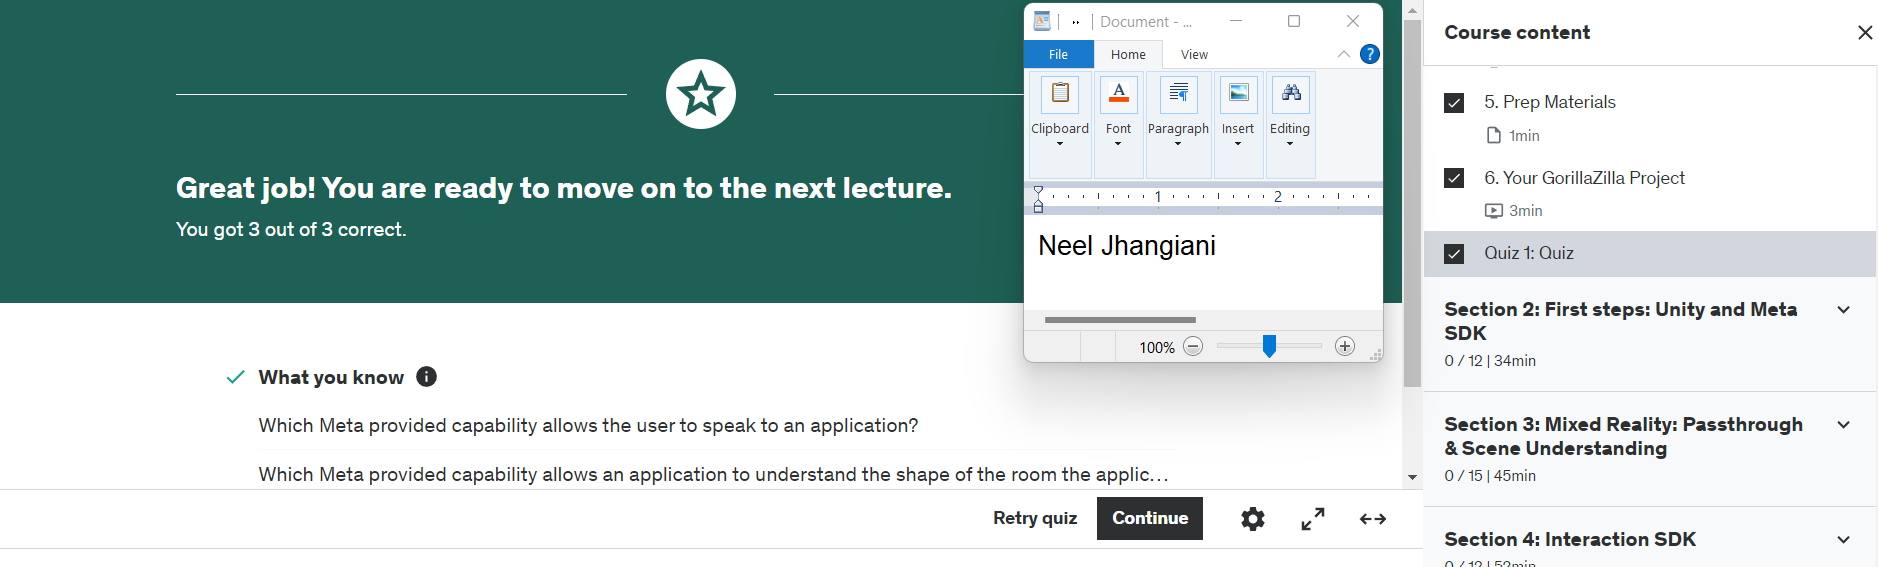 Great job! You are ready to move on to the next lecture.
You got 3 out of 3 correct.
What you know
Which Meta provided capability allows the user to speak to an application?
Which Meta provided capability allows an application to understand the shape of the room the applic...
Retry quiz
Continue
Document - ...
File
Home
View
Clipboard
Font
Paragraph
Insert
Editing
1
2
Neel Jhangiani
100%
Course content
5. Prep Materials
1min
6. Your GorillaZilla Project
3min
Quiz 1: Quiz
Section 2: First steps: Unity and Meta
SDK
0 / 12 | 34min
Section 3: Mixed Reality: Passthrough
& Scene Understanding
0 / 15 | 45min
Section 4: Interaction SDK
0 / 12 | 52min